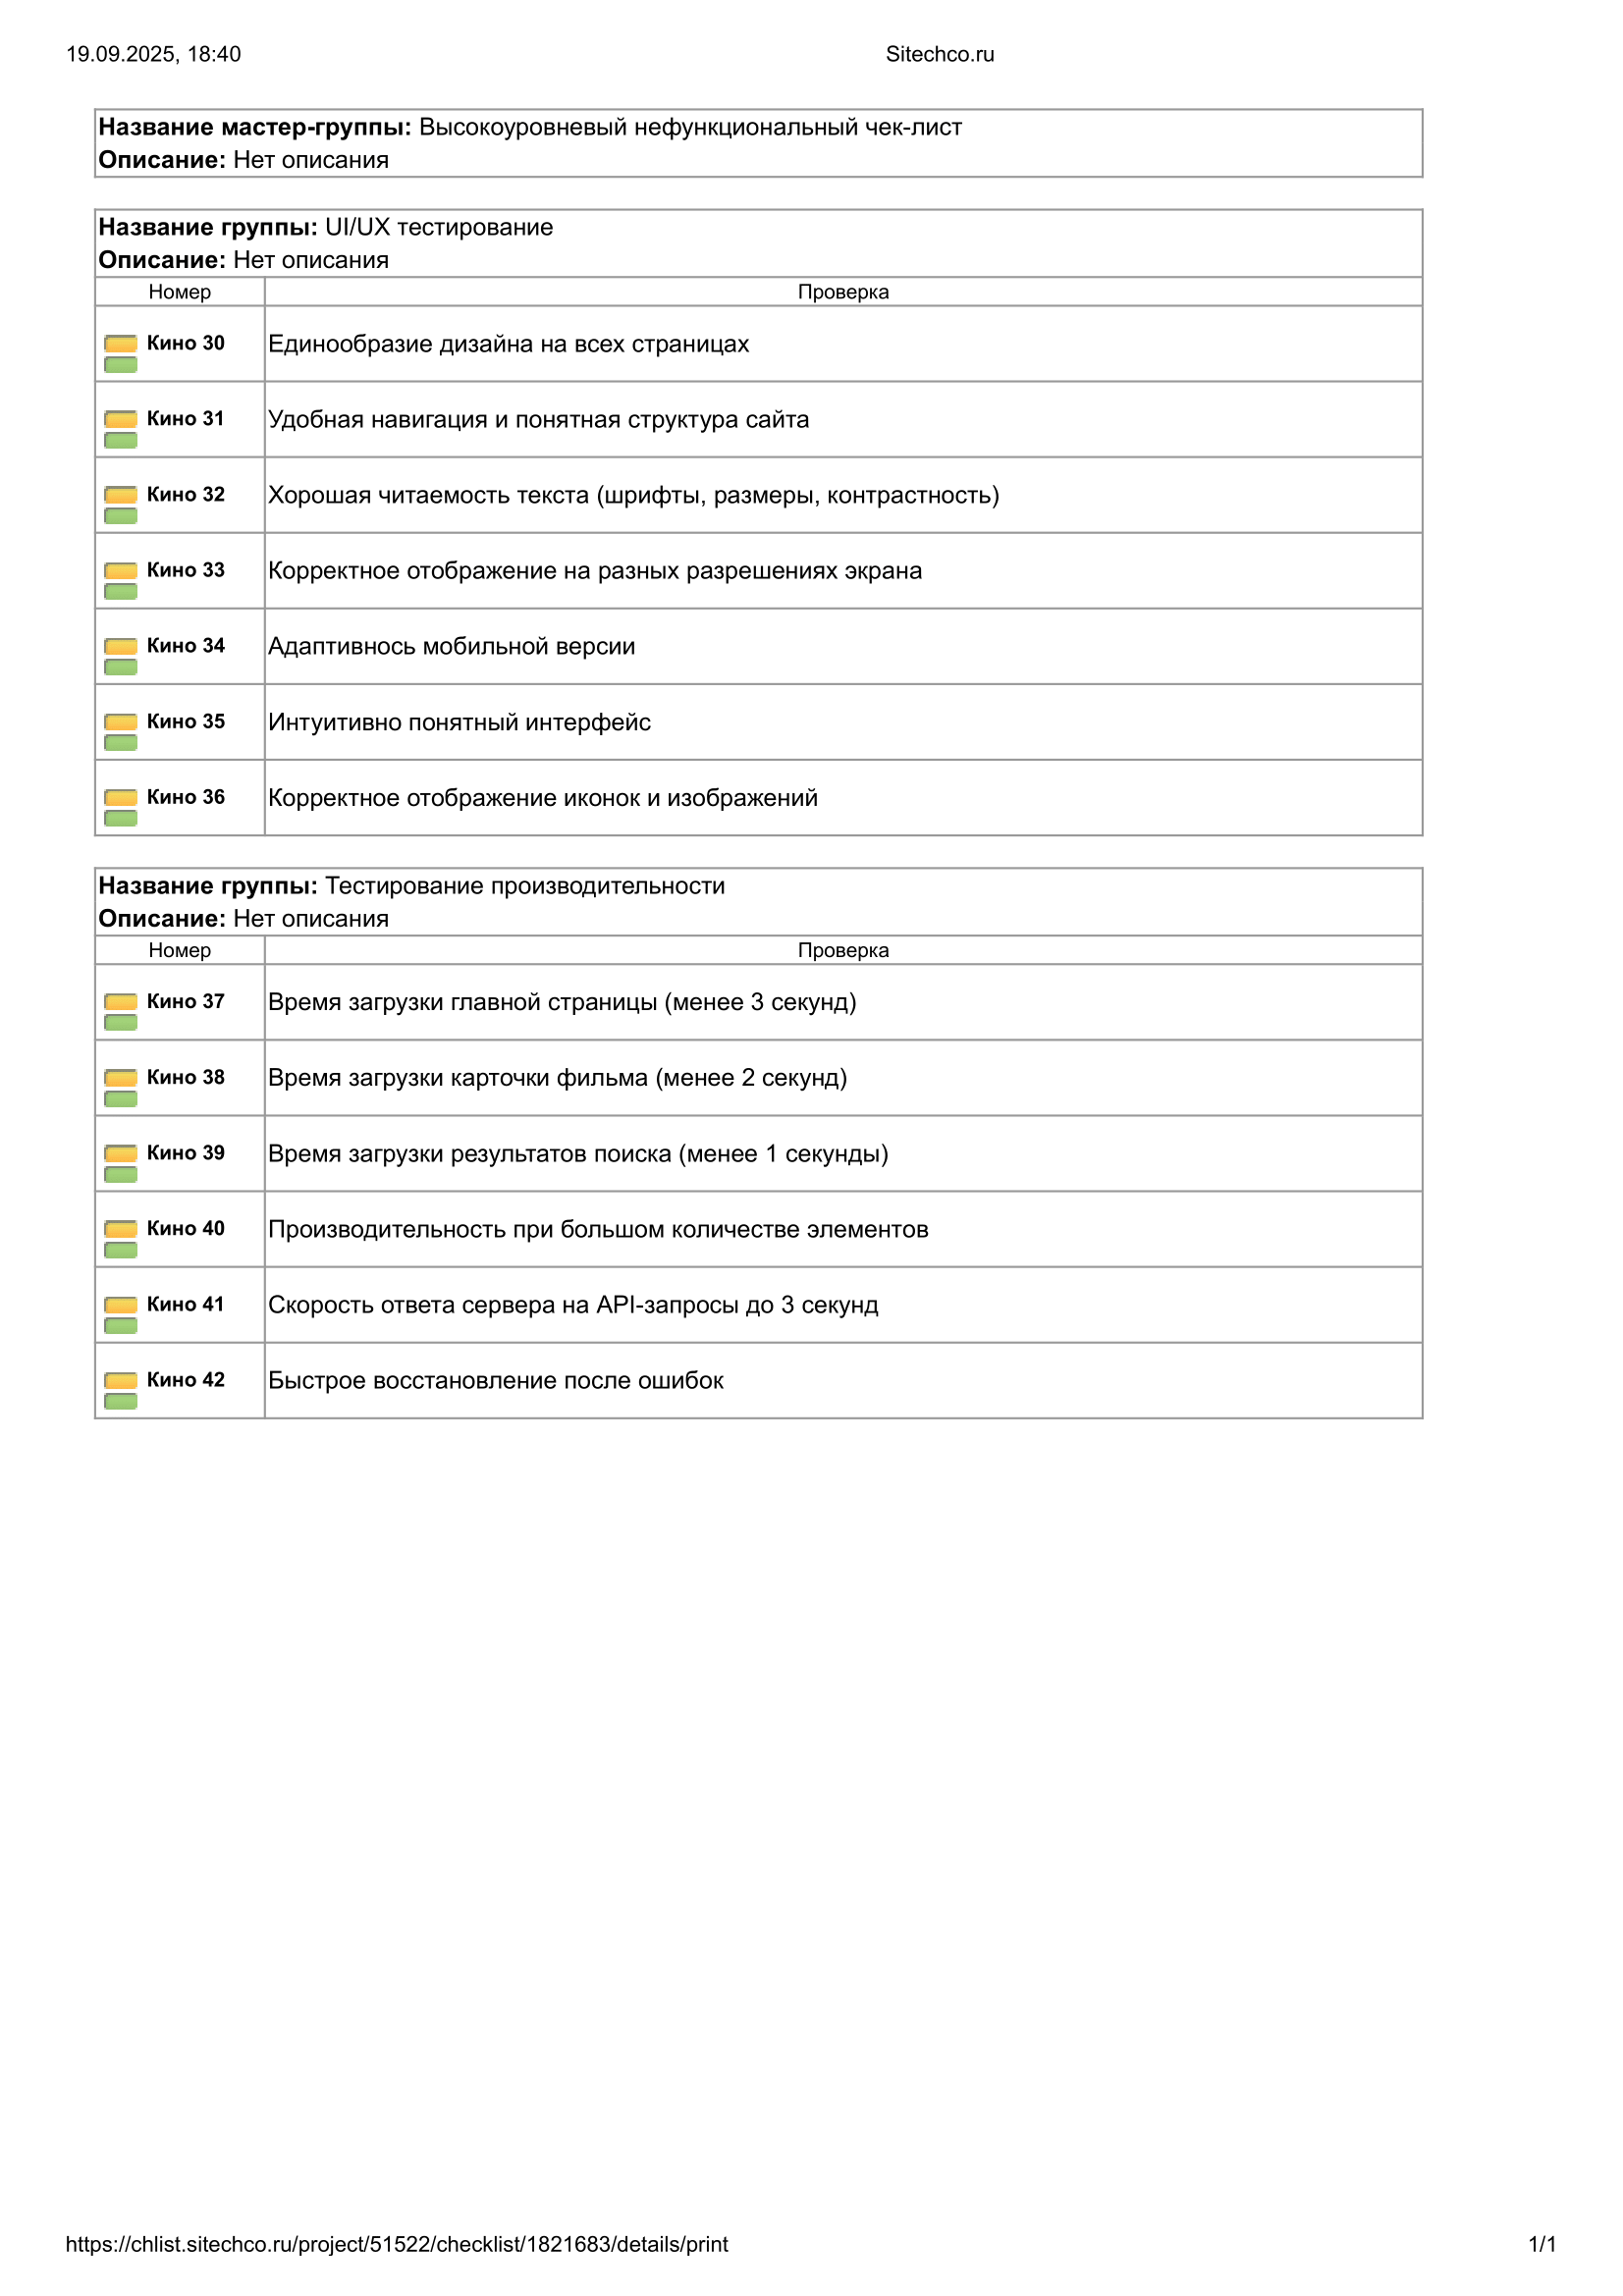 19.09.2025, 18:40 Sitechco.ru
Название мастер-группы: Высокоуровневый нефункциональный чек-лист
Описание: Нет описания
Название группы: UI/UX тестирование
Описание: Нет описания
Номер Проверка
Кино 30 Единообразие дизайна на всех страницах
Кино 31 Удобная навигация и понятная структура сайта
Кино 32 Хорошая читаемость текста (шрифты, размеры, контрастность)
Кино 33 Корректное отображение на разных разрешениях экрана
Кино 34 Адаптивнось мобильной версии
Кино 35 Интуитивно понятный интерфейс
Кино 36 Корректное отображение иконок и изображений
Название группы: Тестирование производительности
Описание: Нет описания
Номер Проверка
Кино 37 Время загрузки главной страницы (менее 3 секунд)
Кино 38 Время загрузки карточки фильма (менее 2 секунд)
Кино 39 Время загрузки результатов поиска (менее 1 секунды)
Кино 40 Производительность при большом количестве элементов
Кино 41 Скорость ответа сервера на API-запросы до 3 секунд
Кино 42 Быстрое восстановление после ошибок
https://chlist.sitechco.ru/project/51522/checklist/1821683/details/print 1/1